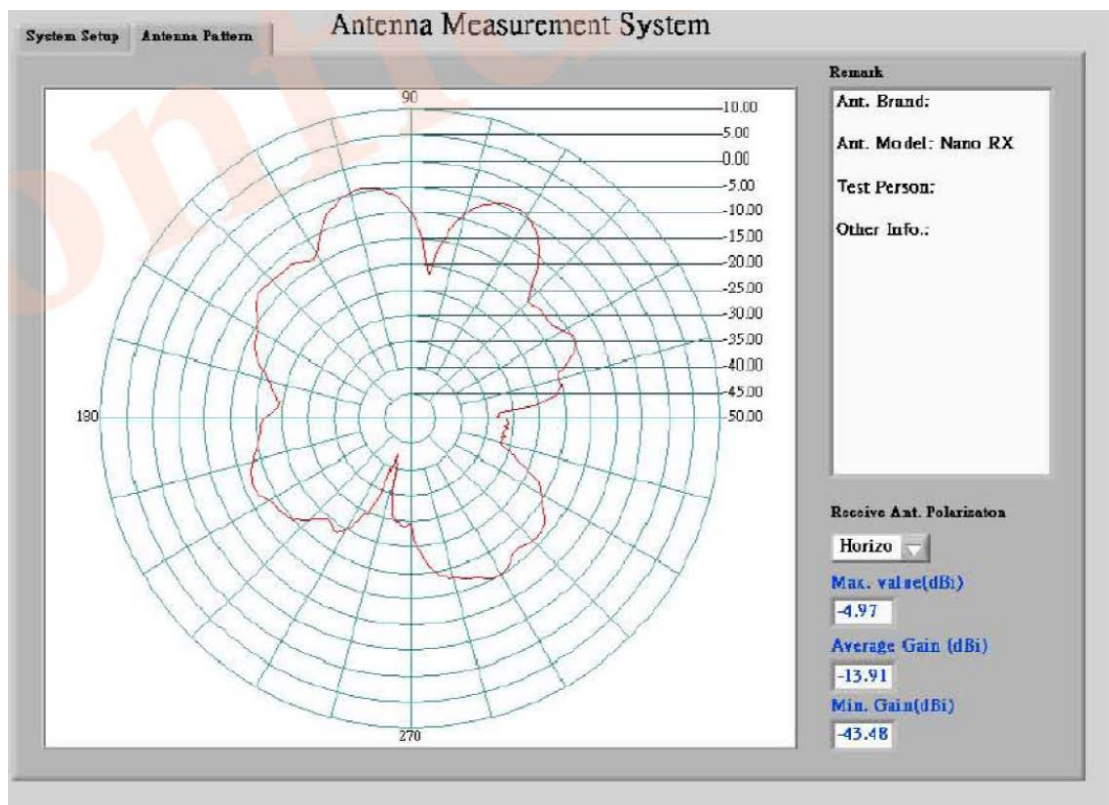 Antenna Measurement System
System Setup
Antenna Pattern
90
10.00
5.00
0.00
-5.00
-10.00
-15.00
-20.00
-25.00
-30.00
-35.00
-40.00
-45.00
-50.00
180
270
Remark
Ant. Brand:
Ant. Model: Nano RX
Test Person:
Other Info.:
Receive Ant. Polarizaton
Horizo
Max. value(dBi)
-4.97
Average Gain (dBi)
-13.91
Min. Gain(dBi)
-43.48